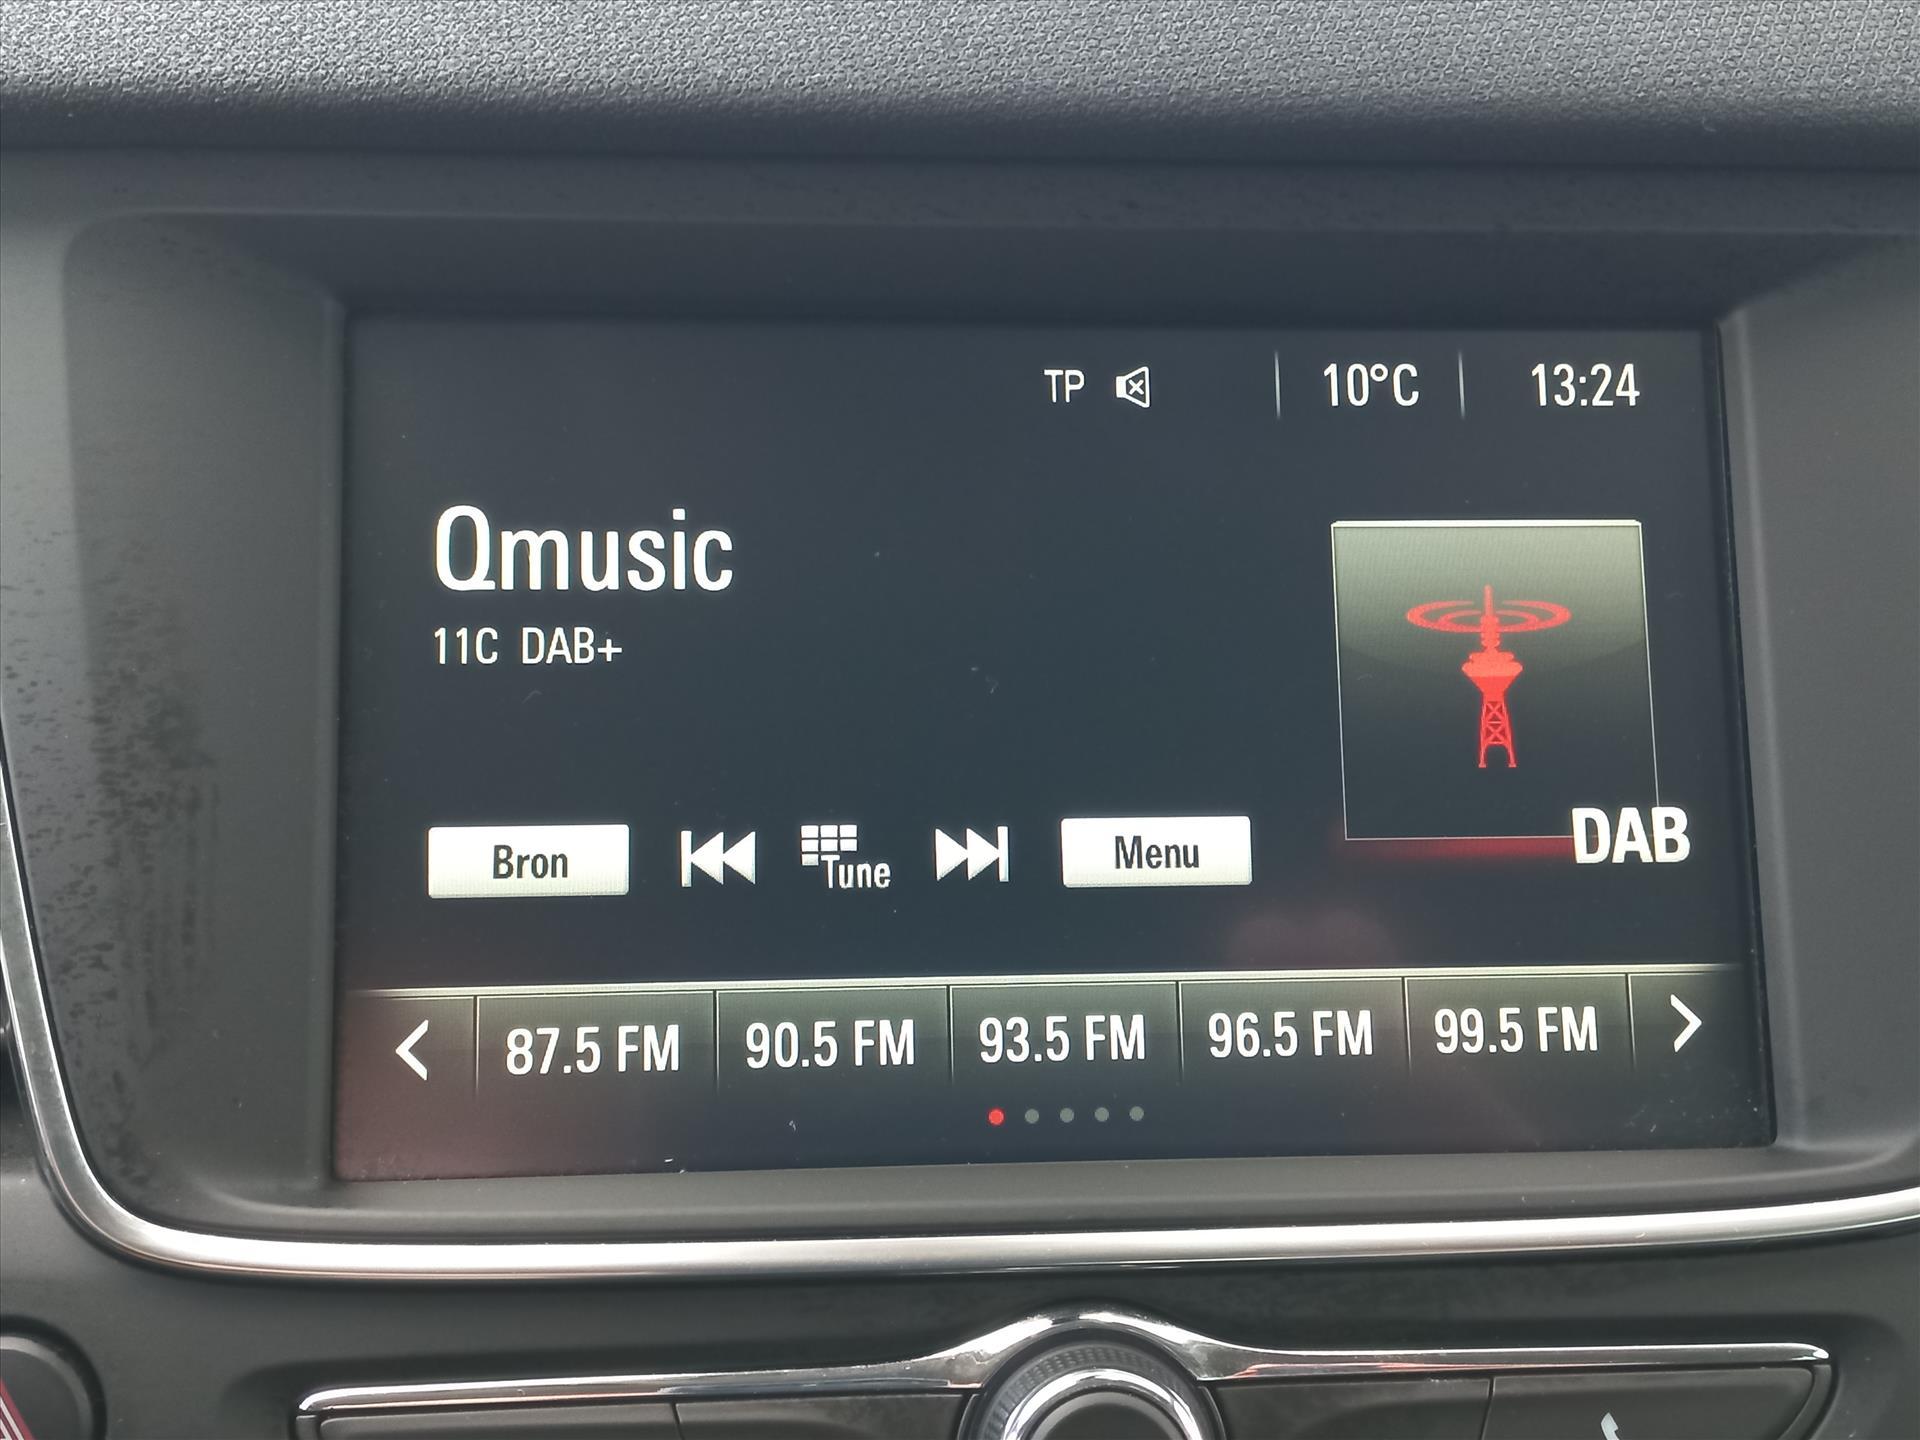 TP 10°C 13:24
Qmusic
11C DAB+
DAB
Bron Tune Menu
87.5 FM 90.5 FM 93.5 FM 96.5 FM 99.5 FM